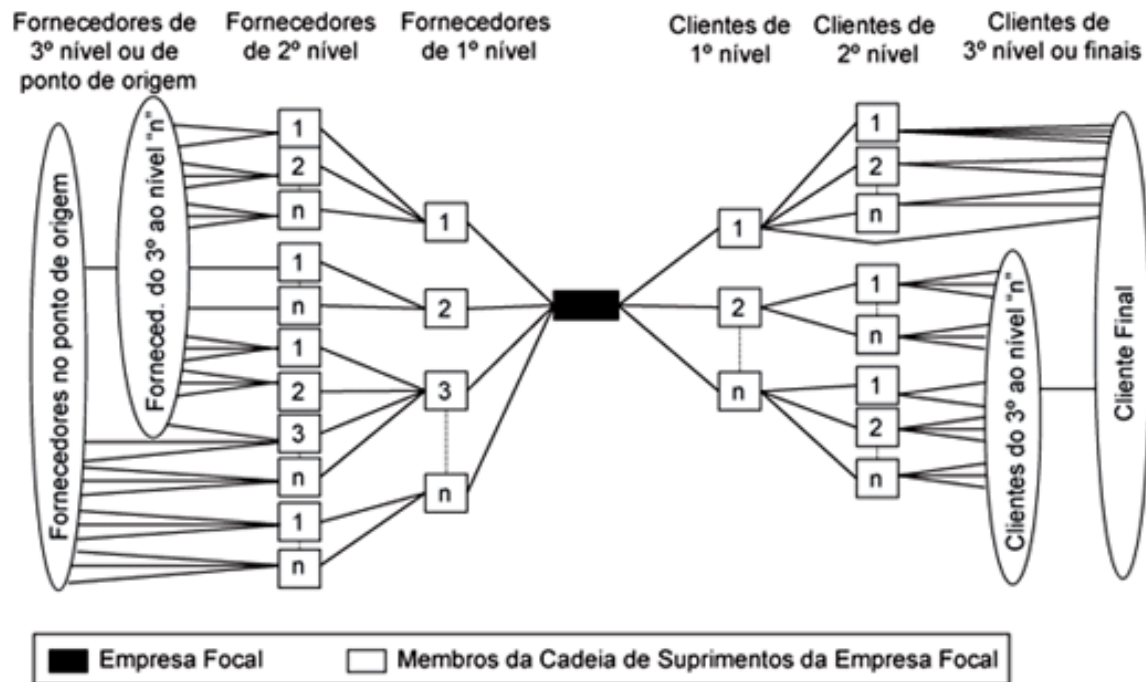 Fornecedores de
3º nível ou de
ponto de origem
Fornecedores
de 2º nível
Fornecedores
de 1º nível
Clientes de
1º nível
Clientes de
2º nível
Clientes de
3º nível ou finais
Fornecedores no ponto de origem
Forneced. do 3º ao nível "n"
1
2
n
1
n
1
2
3
n
1
n
1
2
3
n
1
2
n
1
2
n
1
n
1
2
n
Clientes do 3º ao nível "n"
Cliente Final
Empresa Focal
Membros da Cadeia de Suprimentos da Empresa Focal